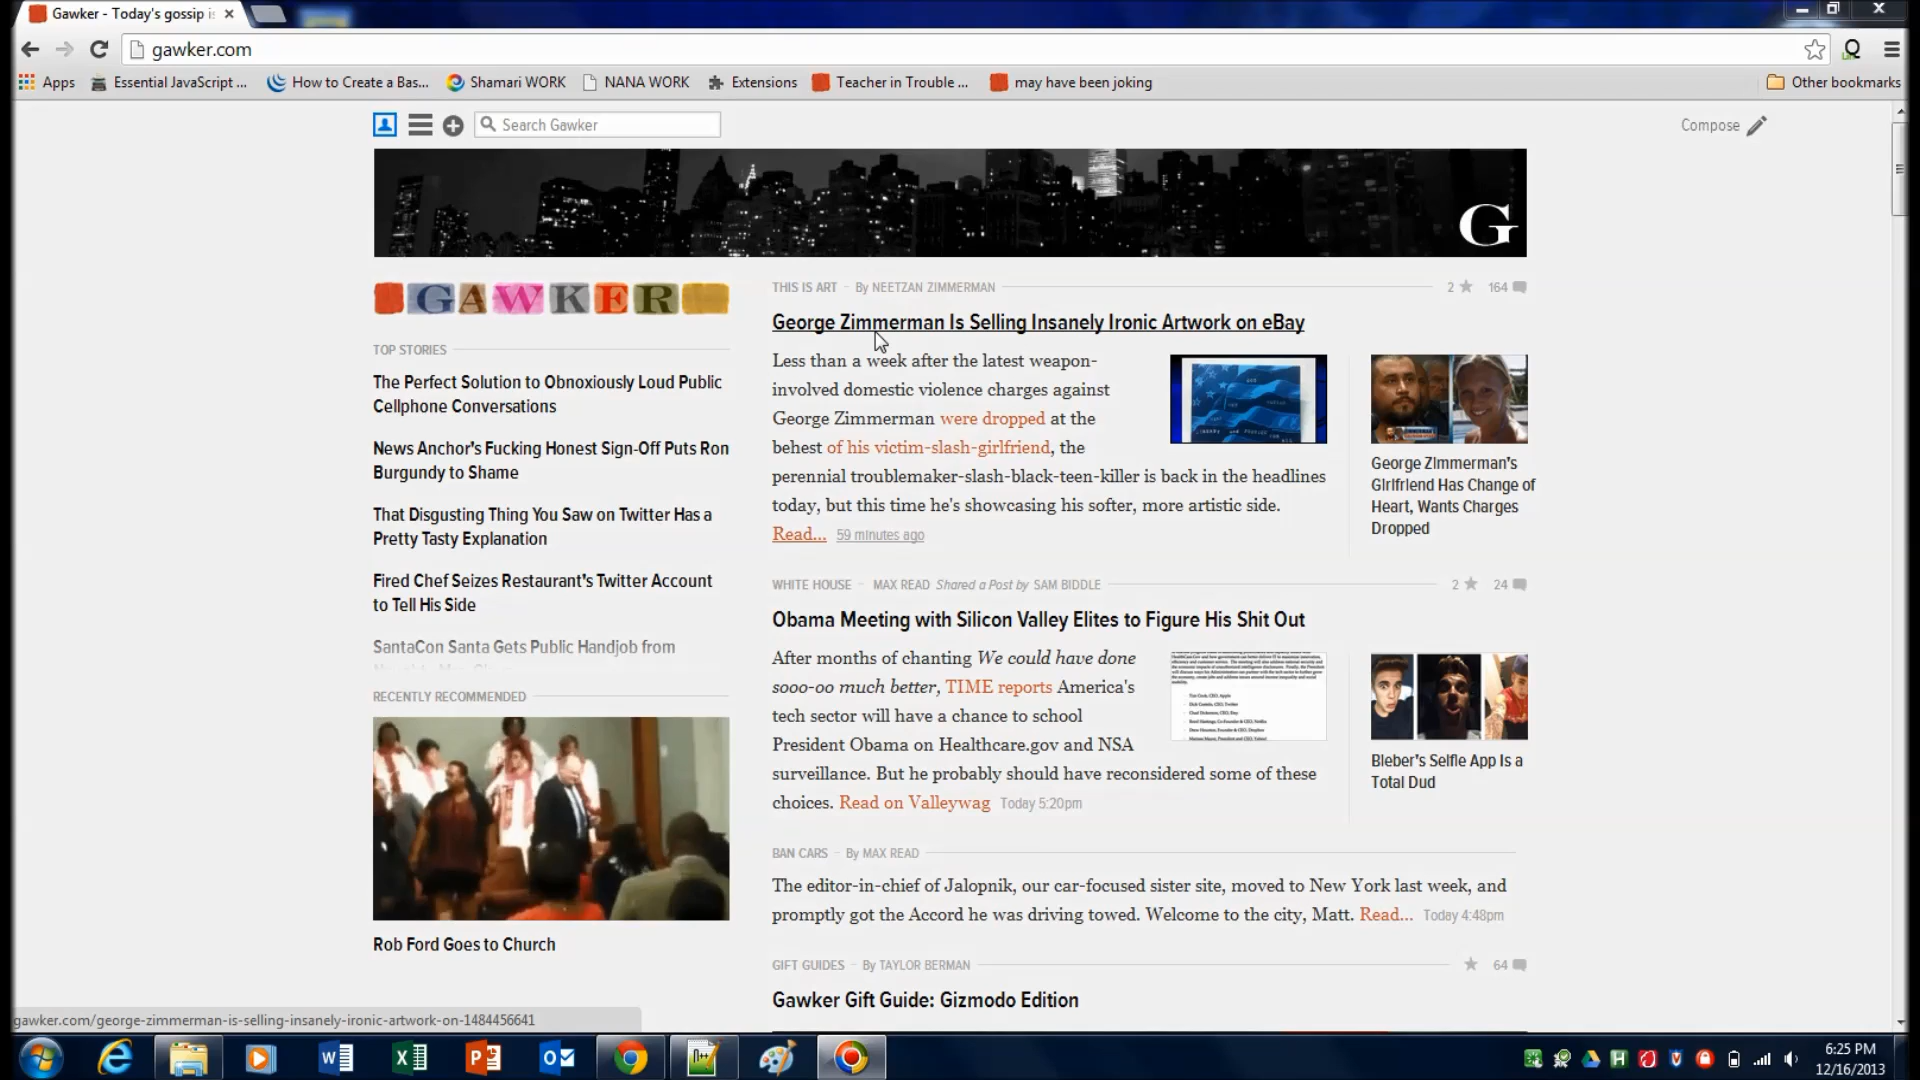 Gawker - Today's gossip i
gawker.com
Apps
Essential JavaScript ...
How to Create a Bas...
Shamari WORK
NANA WORK
Extensions
Teacher in Trouble ...
may have been joking
Other bookmarks
Search Gawker
Compose
G
GAWKER
TOP STORIES
The Perfect Solution to Obnoxiously Loud Public
Cellphone Conversations
News Anchor's Fucking Honest Sign-Off Puts Ron
Burgundy to Shame
That Disgusting Thing You Saw on Twitter Has a
Pretty Tasty Explanation
Fired Chef Seizes Restaurant's Twitter Account
to Tell His Side
SantaCon Santa Gets Public Handjob from
RECENTLY RECOMMENDED
Rob Ford Goes to Church
THIS IS ART - By NEETZAN ZIMMERMAN
2
164
George Zimmerman Is Selling Insanely Ironic Artwork on eBay
Less than a week after the latest weapon-
involved domestic violence charges against
George Zimmerman were dropped at the
behest of his victim-slash-girlfriend, the
perennial troublemaker-slash-black-teen-killer is back in the headlines
today, but this time he's showcasing his softer, more artistic side.
Read... 59 minutes ago
George Zimmerman's
Girlfriend Has Change of
Heart, Wants Charges
Dropped
WHITE HOUSE - MAX READ Shared a Post by SAM BIDDLE
2
24
Obama Meeting with Silicon Valley Elites to Figure His Shit Out
After months of chanting We could have done
sooo-oo much better, TIME reports America's
tech sector will have a chance to school
President Obama on Healthcare.gov and NSA
surveillance. But he probably should have reconsidered some of these
choices. Read on Valleywag Today 5:20pm
Bieber's Selfie App Is a
Total Dud
BAN CARS - By MAX READ
The editor-in-chief of Jalopnik, our car-focused sister site, moved to New York last week, and
promptly got the Accord he was driving towed. Welcome to the city, Matt. Read... Today 4:48pm
GIFT GUIDES - By TAYLOR BERMAN
64
Gawker Gift Guide: Gizmodo Edition
gawker.com/george-zimmerman-is-selling-insanely-ironic-artwork-on-1484456641
6:25 PM
12/16/2013